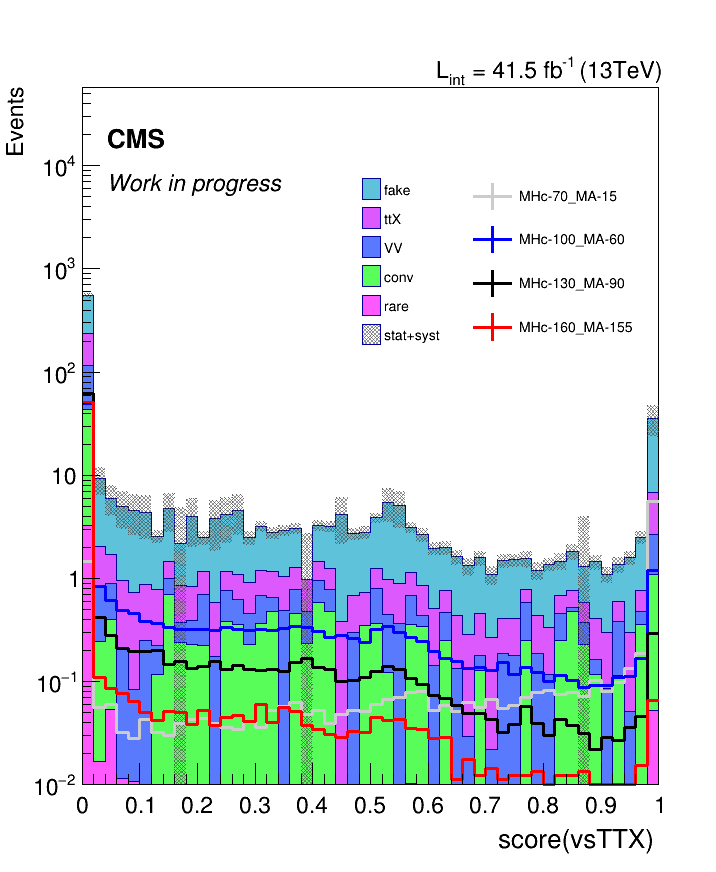 L_int = 41.5 fb^-1 (13TeV)
Events
CMS
Work in progress
fake
ttX
VV
conv
rare
stat+syst
MHc-70_MA-15
MHc-100_MA-60
MHc-130_MA-90
MHc-160_MA-155
10^4
10^3
10^2
10
1
10^-1
10^-2
0 0.1 0.2 0.3 0.4 0.5 0.6 0.7 0.8 0.9 1
score(vsTTX)